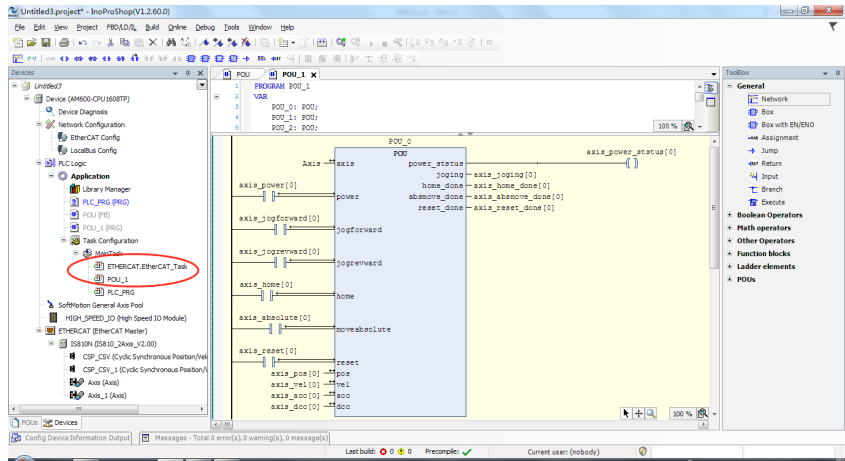 Untitled3.project* - InoProShop(V1.2.60.0)
File Edit View Project FBD/LD/IL Build Online Debug Tools Window Help
Devices
Untitled3
Device (AM600-CPU1608TP)
Device Diagnosis
Network Configuration
EtherCAT Config
LocalBus Config
PLC Logic
Application
Library Manager
PLC_PRG (PRG)
POU (FB)
POU_1 (PRG)
Task Configuration
MainTask
ETHERCAT.EtherCAT_Task
POU_1
PLC_PRG
SoftMotion General Axis Pool
HIGH_SPEED_IO (High Speed IO Module)
ETHERCAT (EtherCAT Master)
IS810N (IS810_2Axis_V2.00)
CSP_CSV (Cyclic Synchronous Position/Vel
CSP_CSV_1 (Cyclic Synchronous Position/V
Axis (Axis)
Axis_1 (Axis)
POUs Devices
POU POU_1
1 PROGRAM POU_1
2 VAR
3 POU_0: POU;
4 POU_1: POU;
5 POU_2: POU;
100 %
POU_0
POU
Axis axis power_ststus axis_power_ststus[0]
joging axis_joging[0]
axis_power[0] home_done axis_home_done[0]
power absmove_done axis_absmove_done[0]
reset_done axis_reset_done[0]
axis_jogforward[0]
jogforward
axis_jogrevward[0]
jogrevward
axis_home[0]
home
axis_absolute[0]
moveabsolute
axis_reset[0]
reset
axis_pos[0] pos
axis_vel[0] vel
axis_acc[0] acc
axis_dcc[0] dcc
100 %
ToolBox
General
Network
Box
Box with EN/ENO
Assignment
Jump
Return
Input
Branch
Execute
Boolean Operators
Math operators
Other Operators
Function blocks
Ladder elements
POUs
Config Device Information Output Messages - Total 0 error(s), 0 warning(s), 0 message(s)
Last build: 0 0 Precompile: Current user: (nobody)